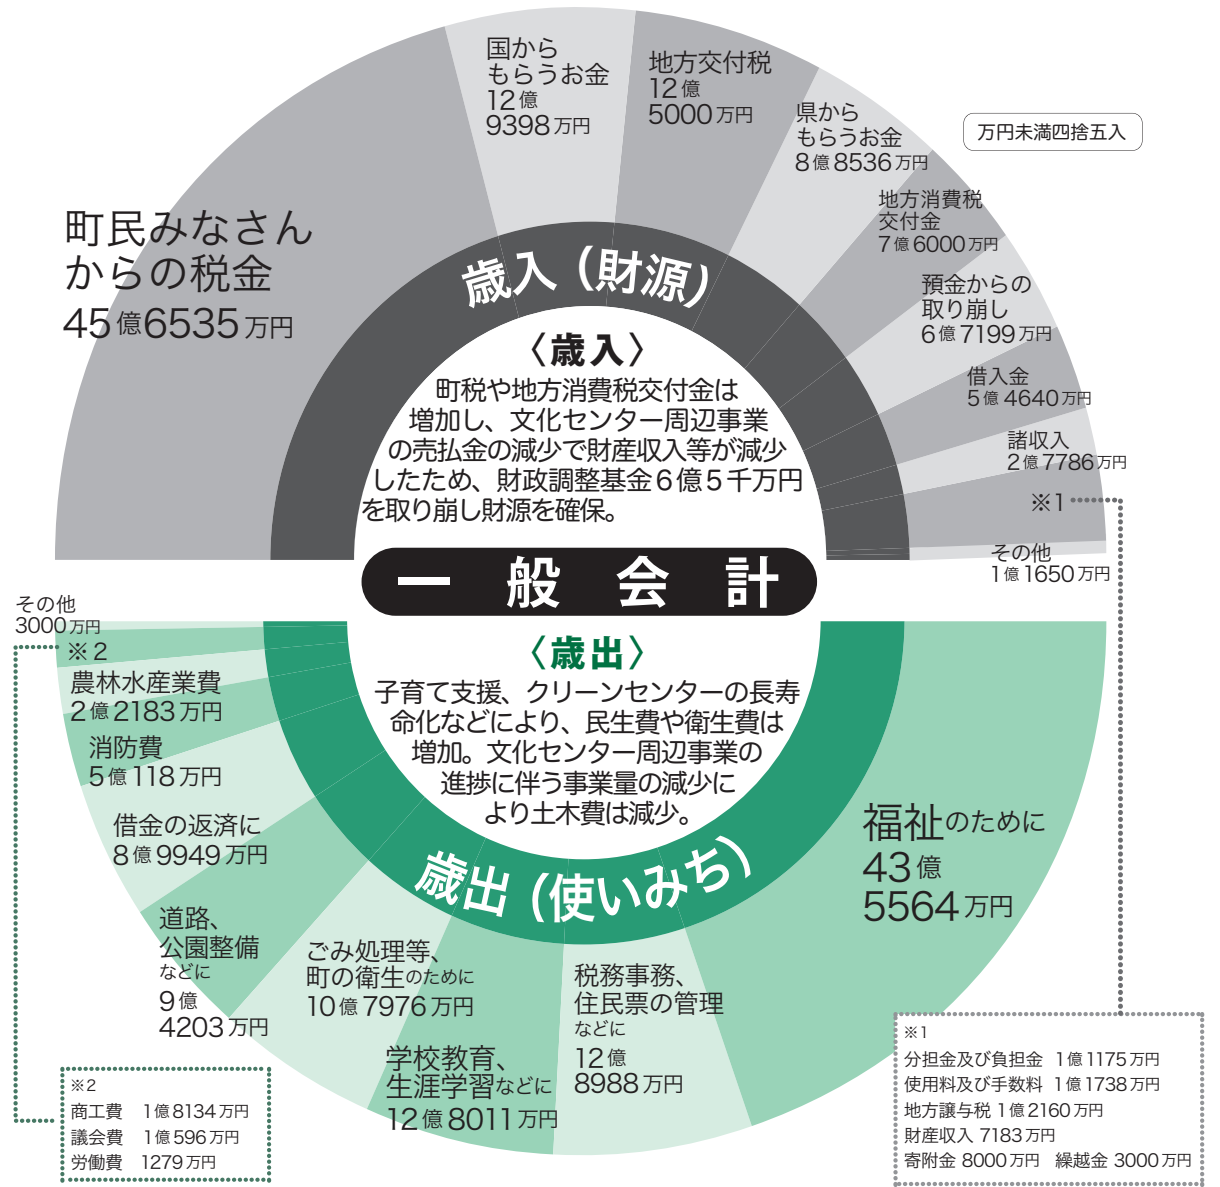 国から
もらうお金
12億
9398万円
地方交付税
12億
5000万円
県から
もらうお金
8億8536万円
万円未満四捨五入
地方消費税
交付金
7億6000万円
町民みなさん
からの税金
45億6535万円
預金からの
取り崩し
6億7199万円
借入金
5億4640万円
諸収入
2億7786万円
※1
その他
1億1650万円
歳入（財源）
〈歳入〉
町税や地方消費税交付金は
増加し、文化センター周辺事業
の売払金の減少で財産収入等が減少
したため、財政調整基金6億5千万円
を取り崩し財源を確保。
一般会計
〈歳出〉
子育て支援、クリーンセンターの長寿
命化などにより、民生費や衛生費は
増加。文化センター周辺事業の
進捗に伴う事業量の減少に
より土木費は減少。
歳出（使いみち）
その他
3000万円
※2
農林水産業費
2億2183万円
消防費
5億118万円
借金の返済に
8億9949万円
道路、
公園整備
などに
9億
4203万円
ごみ処理等、
町の衛生のために
10億7976万円
学校教育、
生涯学習などに
12億8011万円
税務事務、
住民票の管理
などに
12億
8988万円
福祉のために
43億
5564万円
※2
商工費 1億8134万円
議会費 1億596万円
労働費 1279万円
※1
分担金及び負担金 1億1175万円
使用料及び手数料 1億1738万円
地方譲与税 1億2160万円
財産収入 7183万円
寄附金 8000万円 繰越金 3000万円